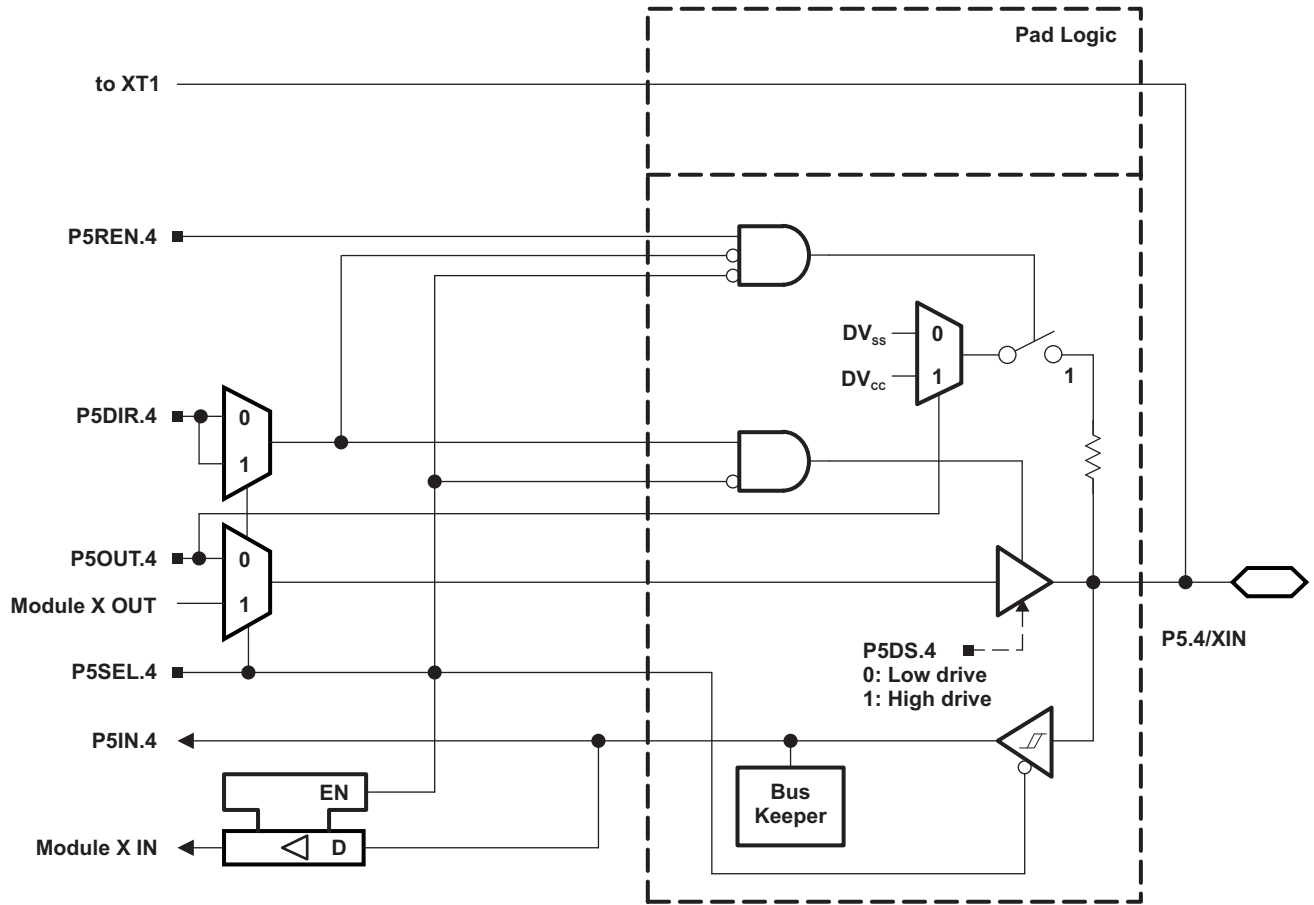 Pad Logic
to XT1
P5REN.4
DVSS
0
DVCC
1
1
P5DIR.4
0
1
P5OUT.4
0
Module X OUT
1
P5DS.4
0: Low drive
1: High drive
P5.4/XIN
P5SEL.4
P5IN.4
Bus
Keeper
EN
Module X IN
D